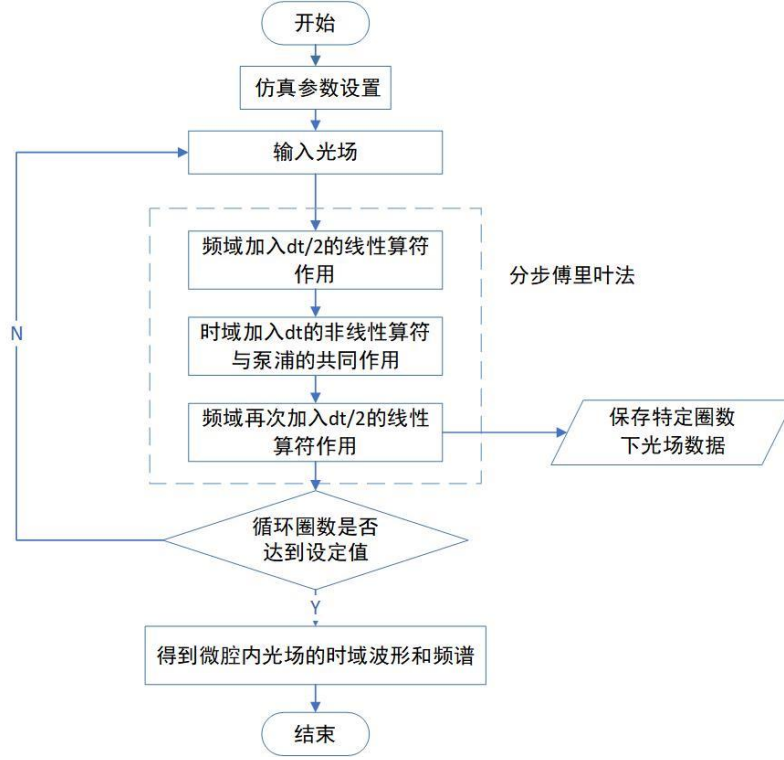 开始
仿真参数设置
输入光场
频域加入dt/2的线性算符
作用
分步傅里叶法
N
时域加入dt的非线性算符
与泵浦的共同作用
频域再次加入dt/2的线性
算符作用
保存特定圈数
下光场数据
循环圈数是否
达到设定值
Y
得到微腔内光场的时域波形和频谱
结束